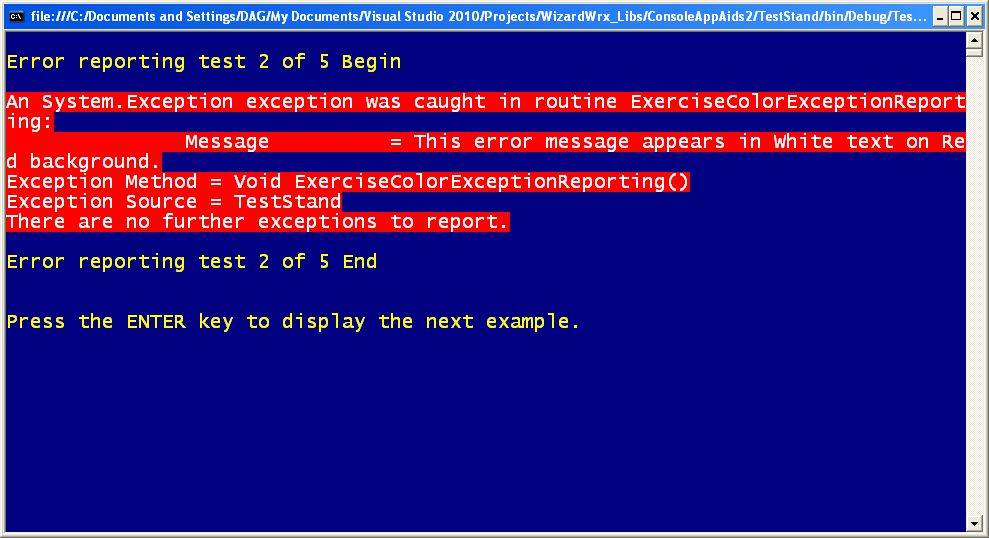 file:///C:/Documents and Settings/DAG/My Documents/Visual Studio 2010/Projects/WizardWrx_Libs/ConsoleAppAids2/TestStand/bin/Debug/Tes...
Error reporting test 2 of 5 Begin
An System.Exception exception was caught in routine ExerciseColorExceptionReport
ing:
Message = This error message appears in White text on Re
d background.
Exception Method = Void ExerciseColorExceptionReporting()
Exception Source = TestStand
There are no further exceptions to report.
Error reporting test 2 of 5 End
Press the ENTER key to display the next example.